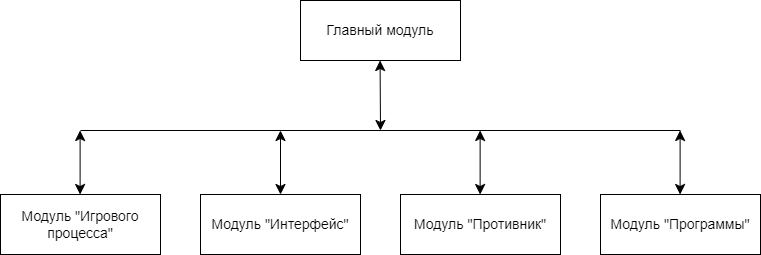 Главный модуль
Модуль "Игрового
процесса"
Модуль "Интерфейс"
Модуль "Противник"
Модуль "Программы"